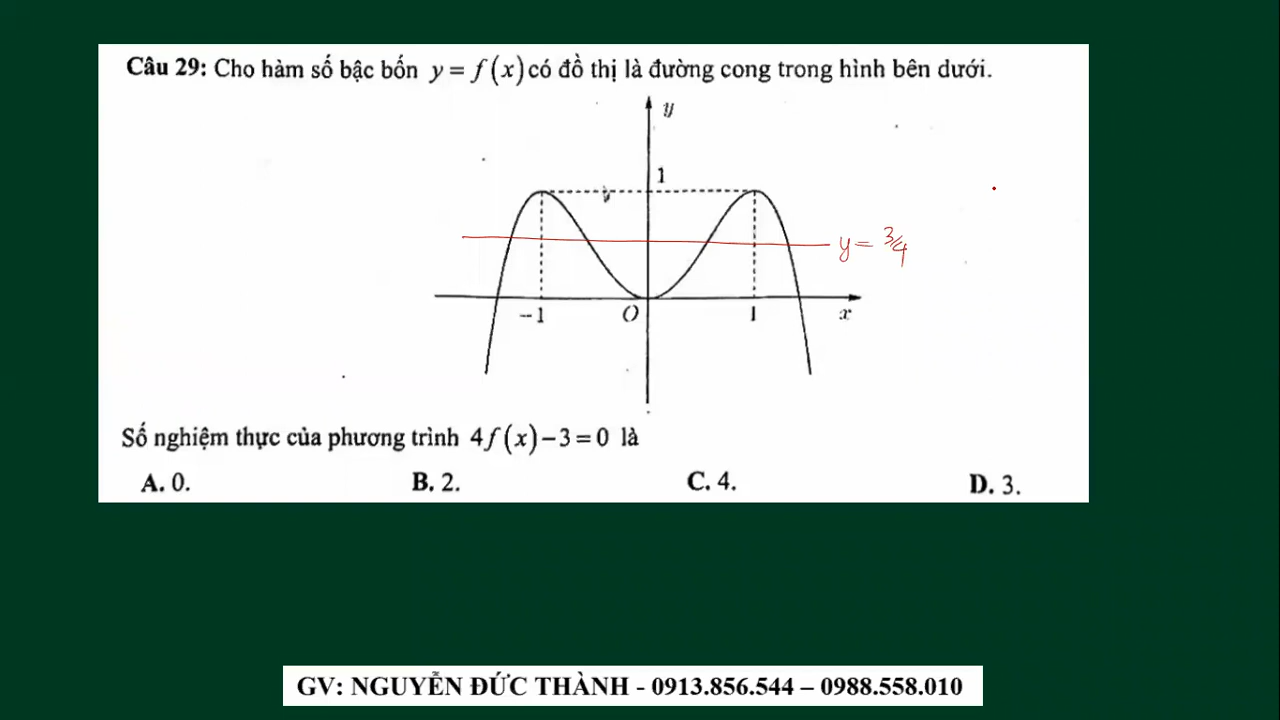 Câu 29: Cho hàm số bậc bốn y = f(x) có đồ thị là đường cong trong hình bên dưới.
y
1
y = 3/4
-1
O
1
x
Số nghiệm thực của phương trình 4f(x)-3=0 là
A. 0. B. 2. C. 4. D. 3.
GV: NGUYỄN ĐỨC THÀNH - 0913.856.544 – 0988.558.010